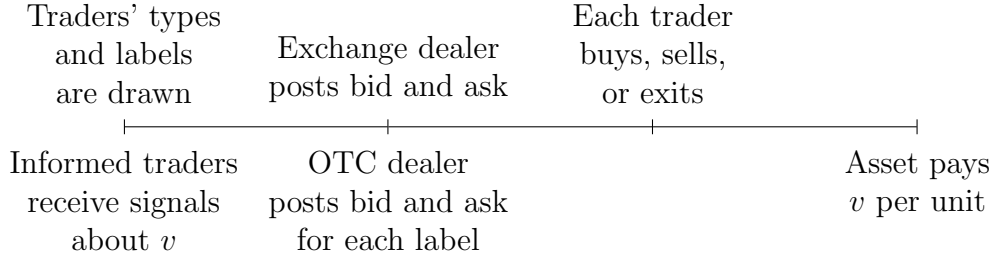 Traders’ types
and labels
are drawn
Informed traders
receive signals
about v
Exchange dealer
posts bid and ask
OTC dealer
posts bid and ask
for each label
Each trader
buys, sells,
or exits
Asset pays
v per unit